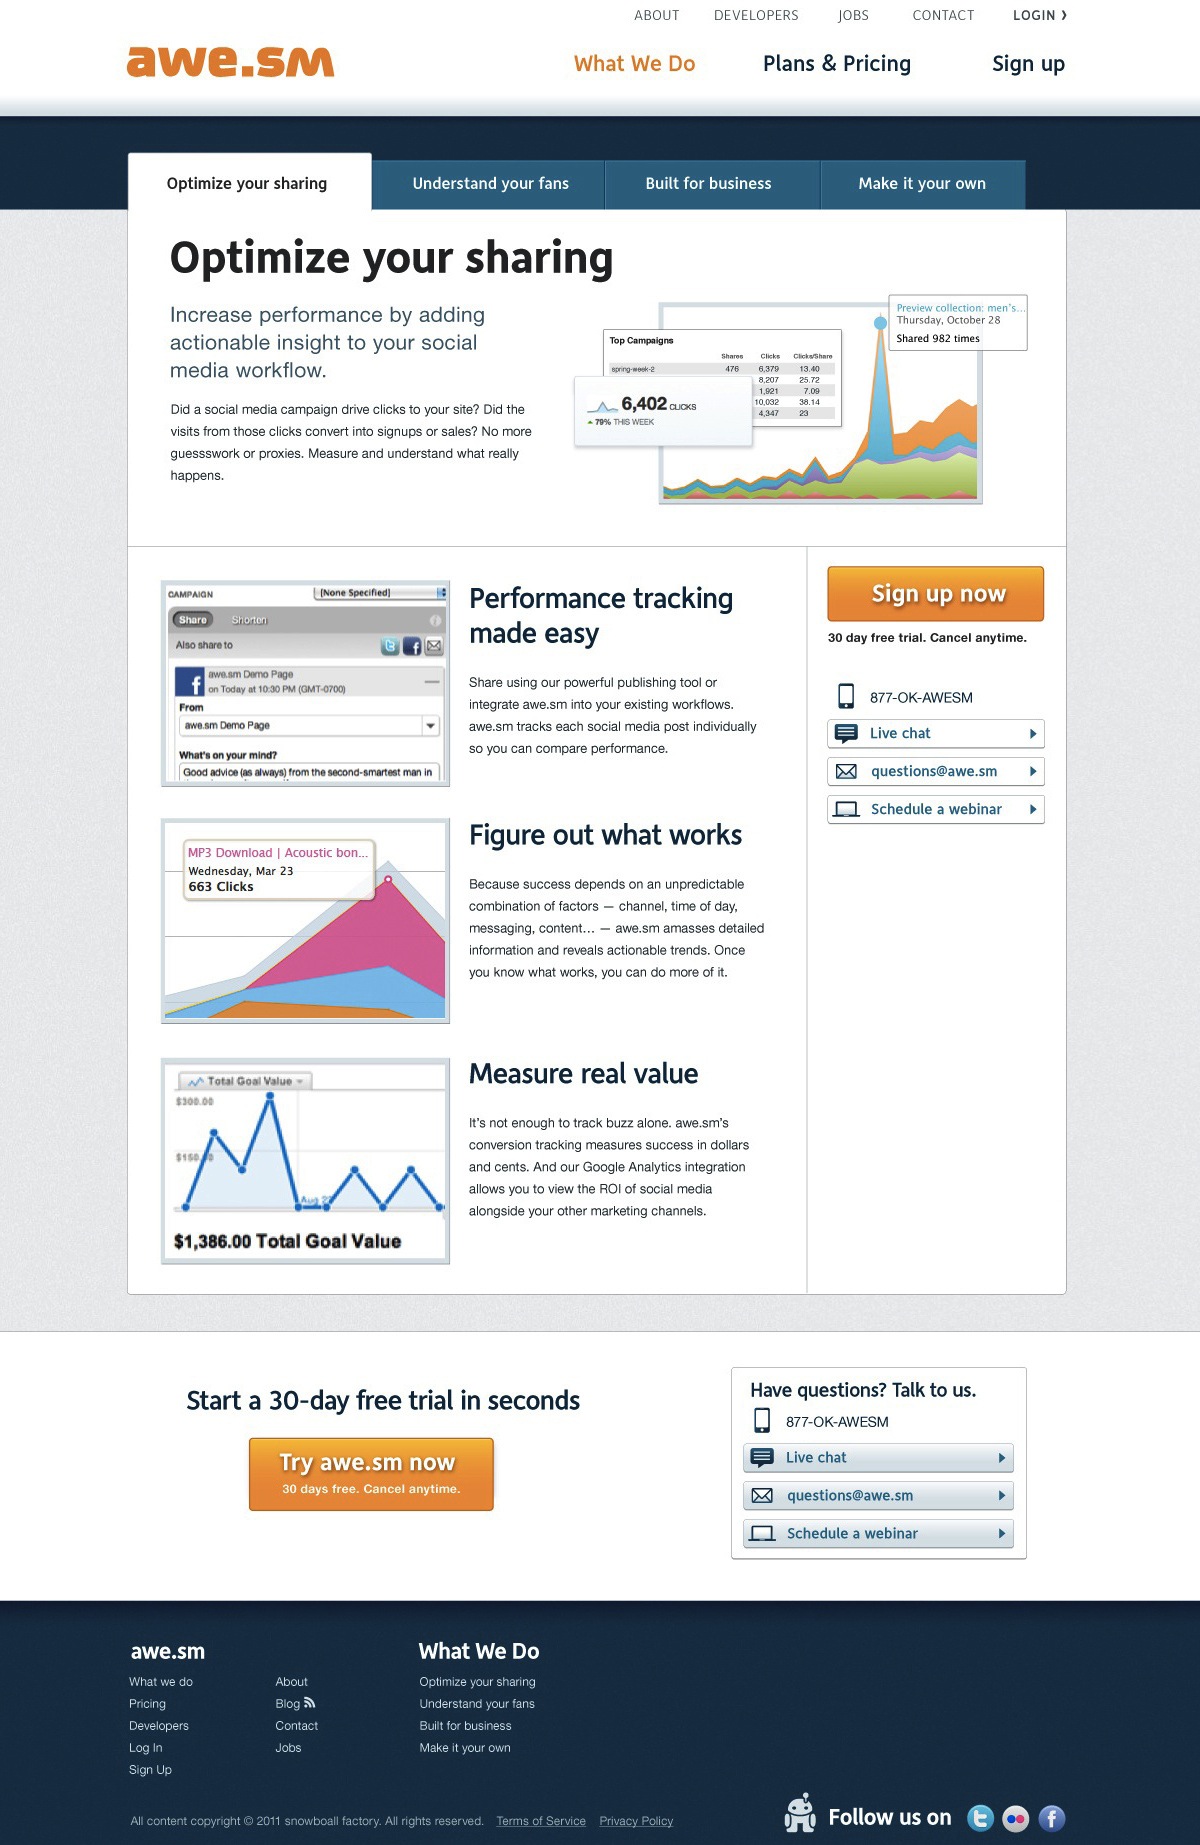 ABOUT DEVELOPERS JOBS CONTACT LOGIN ›
awe.sm
What We Do Plans & Pricing Sign up
Optimize your sharing Understand your fans Built for business Make it your own
Optimize your sharing
Increase performance by adding
actionable insight to your social
media workflow.
Did a social media campaign drive clicks to your site? Did the
visits from those clicks convert into signups or sales? No more
guessswork or proxies. Measure and understand what really
happens.
Preview collection: men's...
Thursday, October 28
Shared 982 times
Top Campaigns
Shares Clicks Clicks/Share
spring-week-2 476 6,379 13.40
8,207 25.72
1,921 7.09
10,032 38.14
4,347 23
6,402 CLICKS
79% THIS WEEK
CAMPAIGN [None Specified]
Share Shorten
Also share to
awe.sm Demo Page
on Today at 10:30 PM (GMT-0700)
From
awe.sm Demo Page
What's on your mind?
Good advice (as always) from the second-smartest man in
Performance tracking
made easy
Share using our powerful publishing tool or
integrate awe.sm into your existing workflows.
awe.sm tracks each social media post individually
so you can compare performance.
Sign up now
30 day free trial. Cancel anytime.
877-OK-AWESM
Live chat
questions@awe.sm
Schedule a webinar
MP3 Download | Acoustic bon...
Wednesday, Mar 23
663 Clicks
Figure out what works
Because success depends on an unpredictable
combination of factors — channel, time of day,
messaging, content... — awe.sm amasses detailed
information and reveals actionable trends. Once
you know what works, you can do more of it.
Total Goal Value
$300.00
$150.00
Aug 2
$1,386.00 Total Goal Value
Measure real value
It's not enough to track buzz alone. awe.sm's
conversion tracking measures success in dollars
and cents. And our Google Analytics integration
allows you to view the ROI of social media
alongside your other marketing channels.
Start a 30-day free trial in seconds
Try awe.sm now
30 days free. Cancel anytime.
Have questions? Talk to us.
877-OK-AWESM
Live chat
questions@awe.sm
Schedule a webinar
awe.sm
What we do
Pricing
Developers
Log In
Sign Up
About
Blog
Contact
Jobs
What We Do
Optimize your sharing
Understand your fans
Built for business
Make it your own
All content copyright © 2011 snowball factory. All rights reserved. Terms of Service Privacy Policy
Follow us on